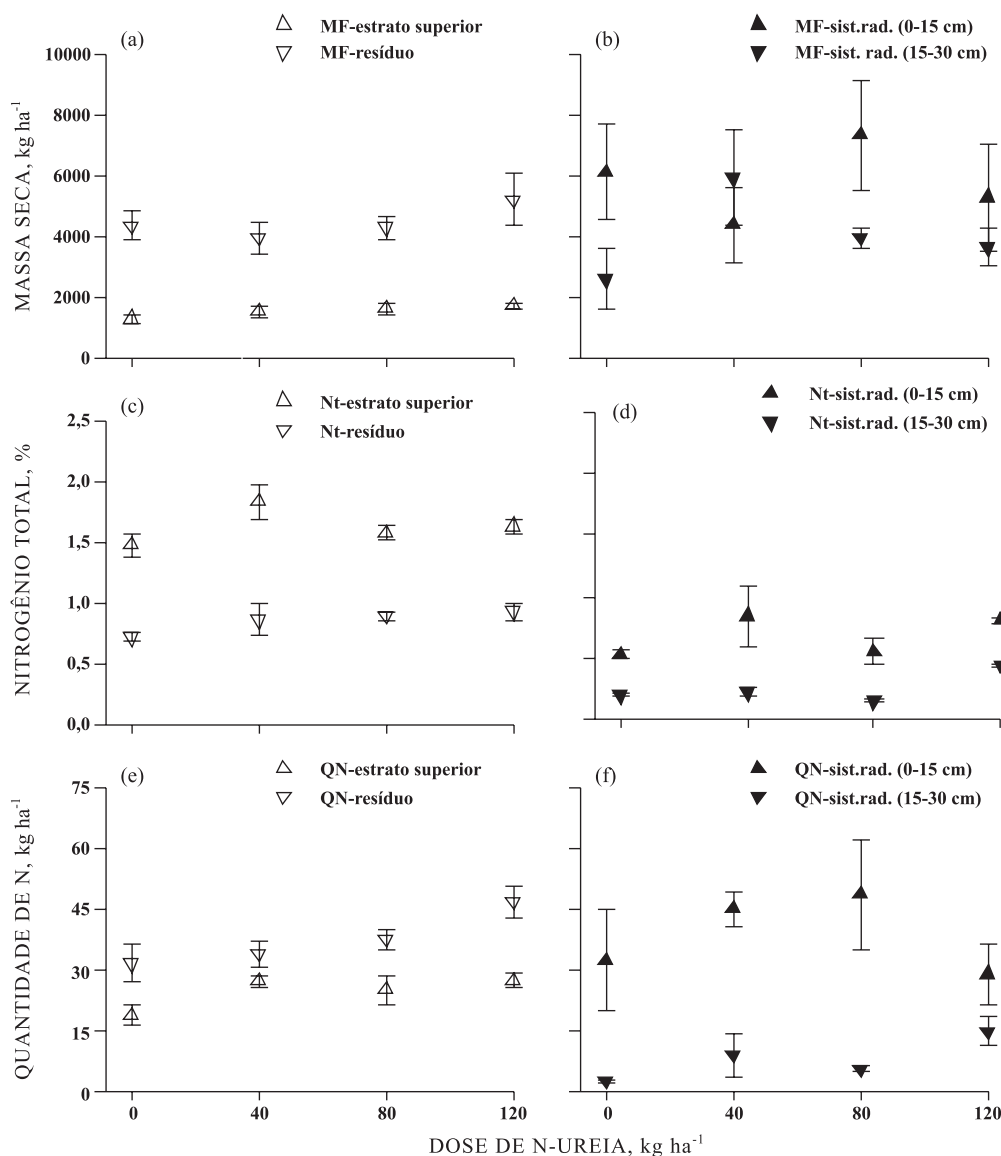 (a)
MF-estrato superior
MF-resíduo
(b)
MF-sist.rad. (0-15 cm)
MF-sist. rad. (15-30 cm)
MASSA SECA, kg ha-1
10000
8000
6000
4000
2000
0
(c)
Nt-estrato superior
Nt-resíduo
(d)
Nt-sist.rad. (0-15 cm)
Nt-sist.rad. (15-30 cm)
NITROGÊNIO TOTAL, %
2,5
2,0
1,5
1,0
0,5
0,0
(e)
QN-estrato superior
QN-resíduo
(f)
QN-sist.rad. (0-15 cm)
QN-sist.rad. (15-30 cm)
QUANTIDADE DE N, kg ha-1
75
60
45
30
15
0
0 40 80 120
0 40 80 120
DOSE DE N-UREIA, kg ha-1